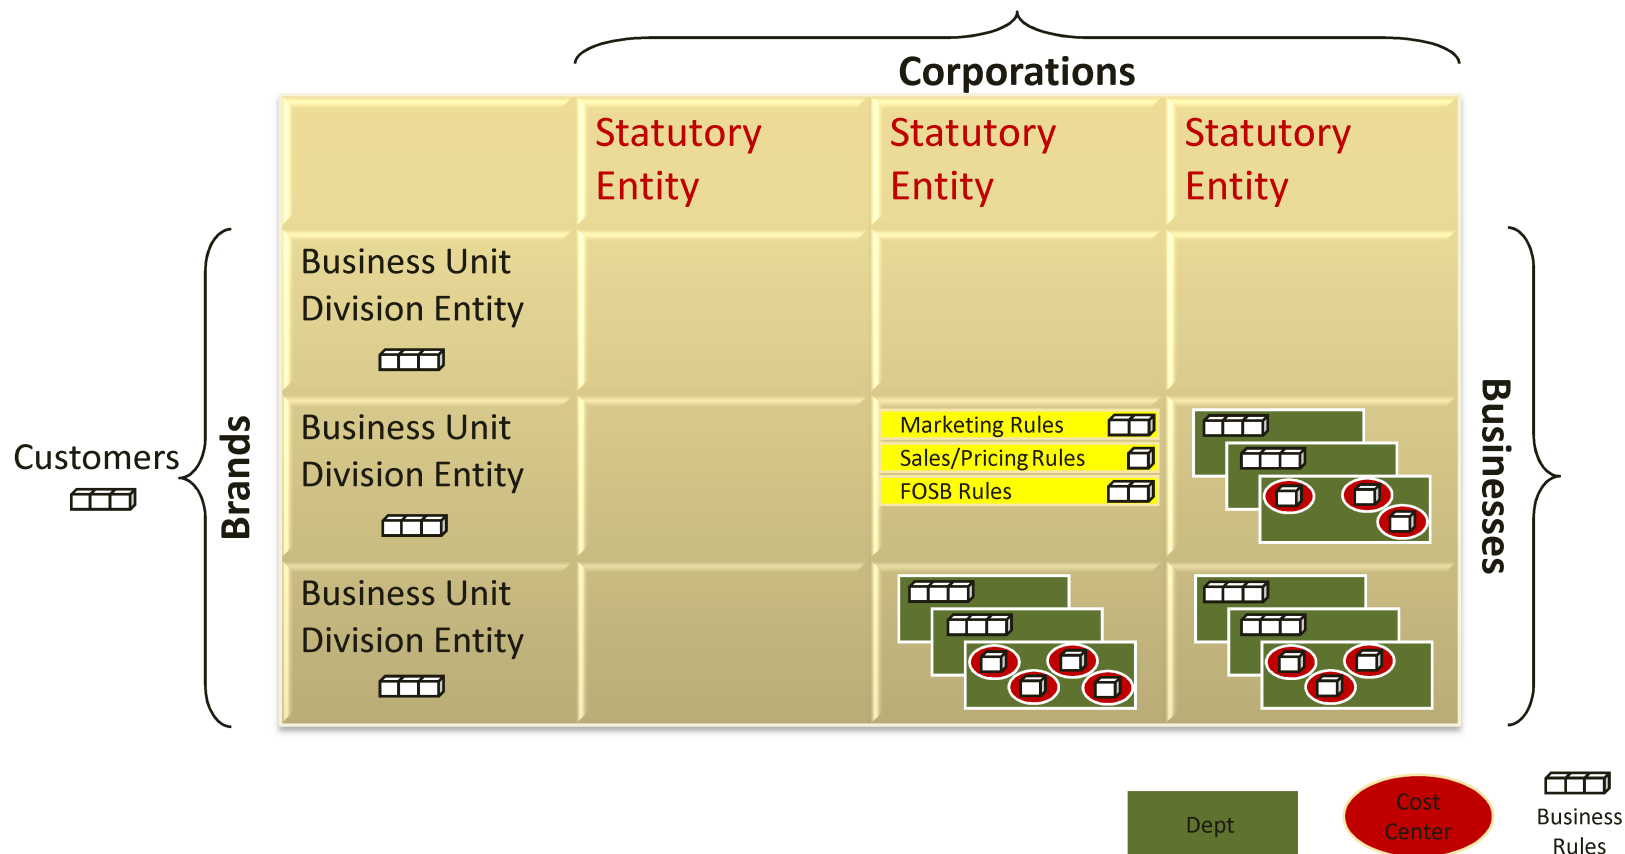 Corporations
Statutory
Entity
Statutory
Entity
Statutory
Entity
Business Unit
Division Entity
Business Unit
Division Entity
Marketing Rules
Sales/Pricing Rules
FOSB Rules
Business Unit
Division Entity
Customers
Brands
Businesses
Dept
Cost
Center
Business
Rules